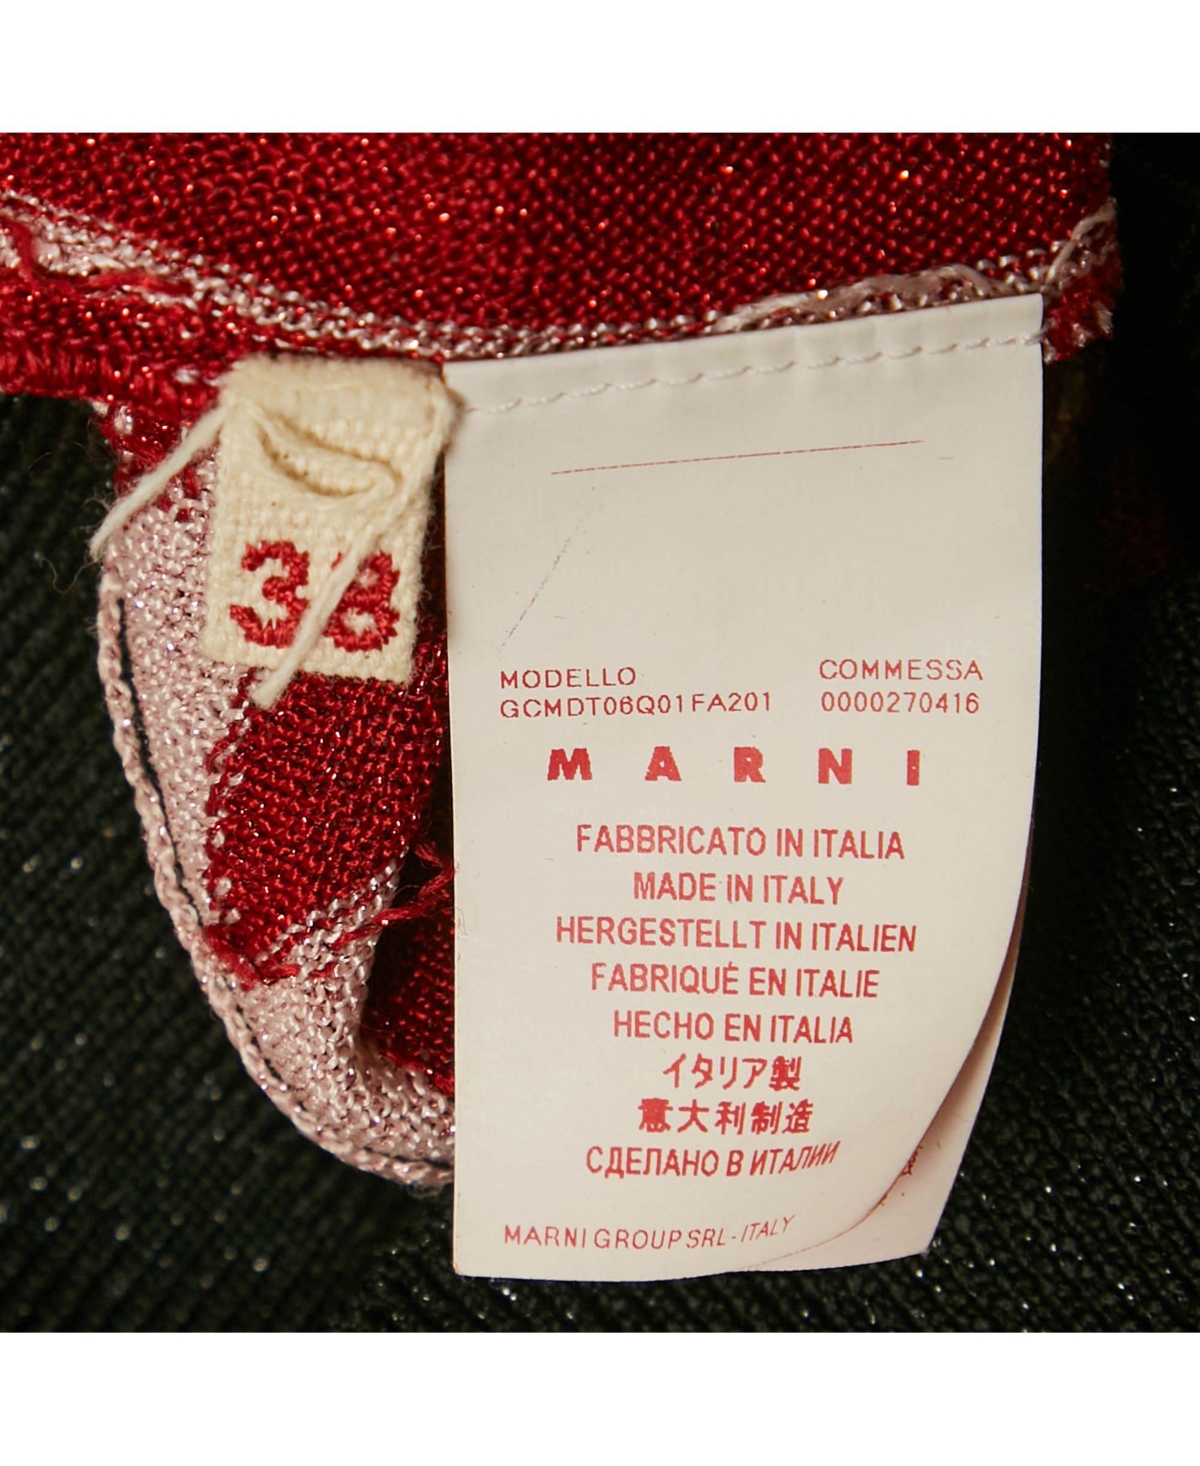 38
MODELLO COMMESSA
GCMDT06Q01FA201 0000270416
MARNI
FABBRICATO IN ITALIA
MADE IN ITALY
HERGESTELLT IN ITALIEN
FABRIQUÉ EN ITALIE
HECHO EN ITALIA
イタリア製
意大利制造
СДЕЛАНО В ИТАЛИИ
MARNI GROUP SRL - ITALY